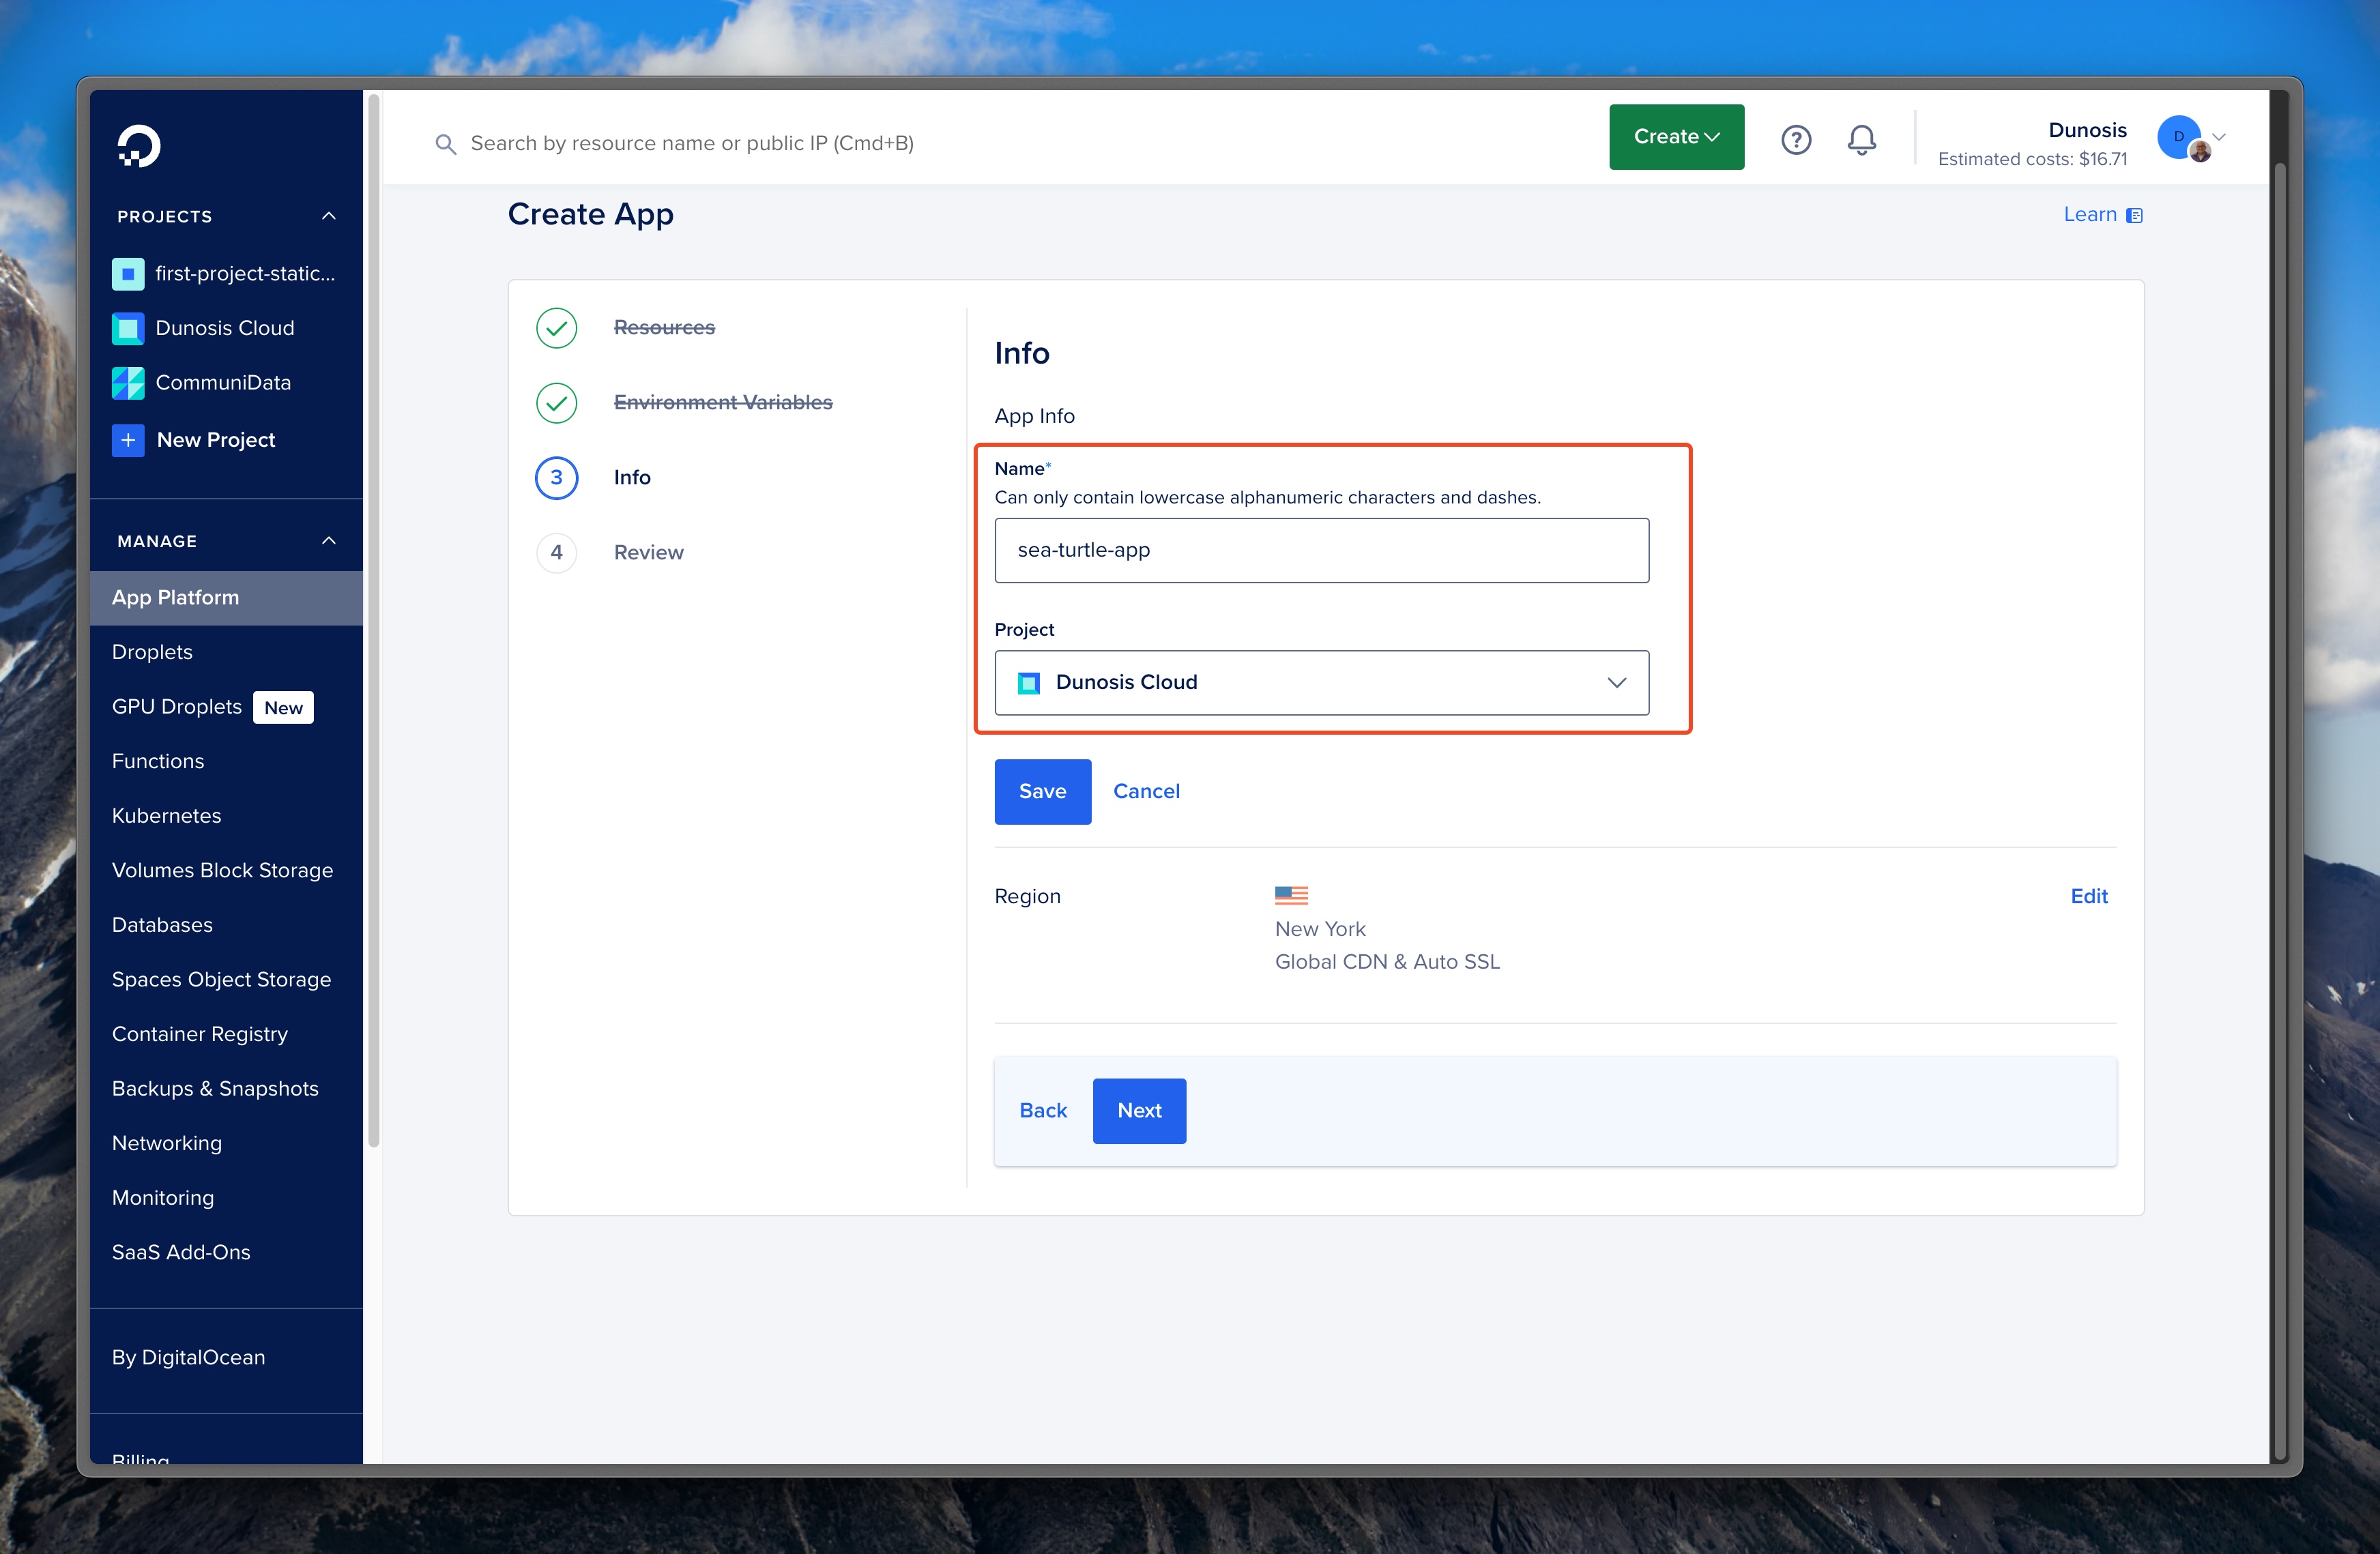 Search by resource name or public IP (Cmd+B)
Create
?
Dunosis
Estimated costs: $16.71
D
PROJECTS
first-project-static...
Dunosis Cloud
CommuniData
+ New Project
MANAGE
App Platform
Droplets
GPU Droplets New
Functions
Kubernetes
Volumes Block Storage
Databases
Spaces Object Storage
Container Registry
Backups & Snapshots
Networking
Monitoring
SaaS Add-Ons
By DigitalOcean
Billing
Create App
Learn
Resources
Environment Variables
3 Info
4 Review
Info
App Info
Name*
Can only contain lowercase alphanumeric characters and dashes.
sea-turtle-app
Project
Dunosis Cloud
Save Cancel
Region
Edit
New York
Global CDN & Auto SSL
Back Next